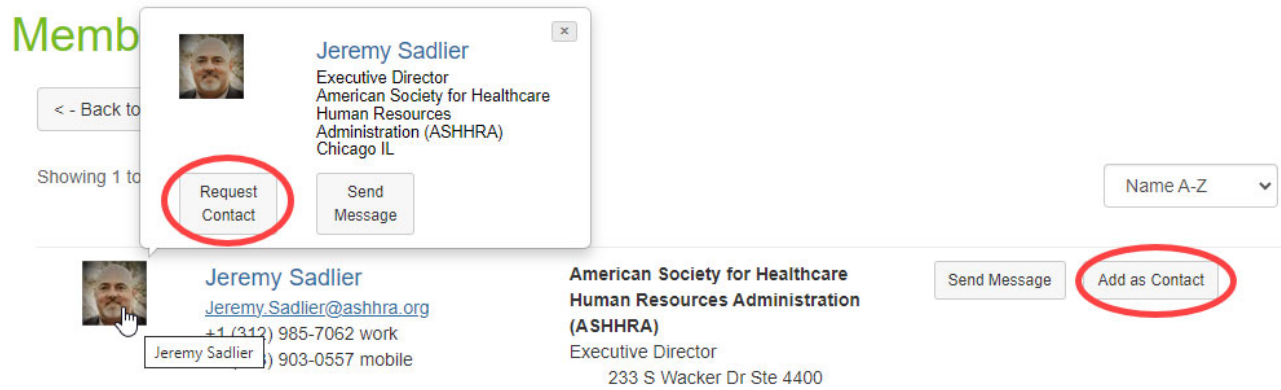 Memb
Jeremy Sadlier
Executive Director
American Society for Healthcare
Human Resources
Administration (ASHHRA)
Chicago IL
Request
Contact
Send
Message
< - Back to
Showing 1 to
Name A-Z
Jeremy Sadlier
Jeremy.Sadlier@ashhra.org
+1 (312) 985-7062 work
) 903-0557 mobile
Jeremy Sadlier
American Society for Healthcare
Human Resources Administration
(ASHHRA)
Executive Director
233 S Wacker Dr Ste 4400
Send Message
Add as Contact